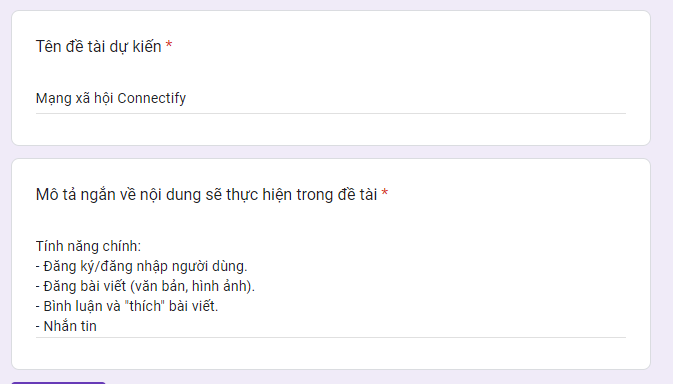 Tên đề tài dự kiến *
Mạng xã hội Connectify
Mô tả ngắn về nội dung sẽ thực hiện trong đề tài *
Tính năng chính:
- Đăng ký/đăng nhập người dùng.
- Đăng bài viết (văn bản, hình ảnh).
- Bình luận và "thích" bài viết.
- Nhắn tin